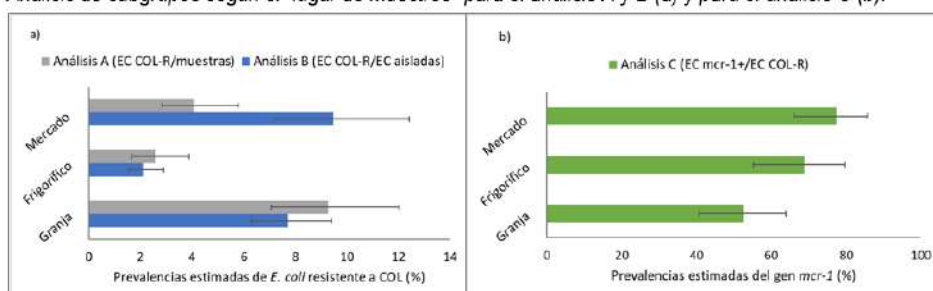 Análisis de subgrupos según el "lugar de muestreo" para el análisis A y B (a) y para el análisis C (b).
a)
Análisis A (EC COL-R/muestras) Análisis B (EC COL-R/EC aisladas)
Mercado
Frigorífico
Granja
0 2 4 6 8 10 12 14
Prevalencias estimadas de E. coli resistente a COL (%)
b)
Análisis C (EC mcr-1+/EC COL-R)
Mercado
Frigorífico
Granja
0 20 40 60 80 100
Prevalencias estimadas del gen mcr-1 (%)